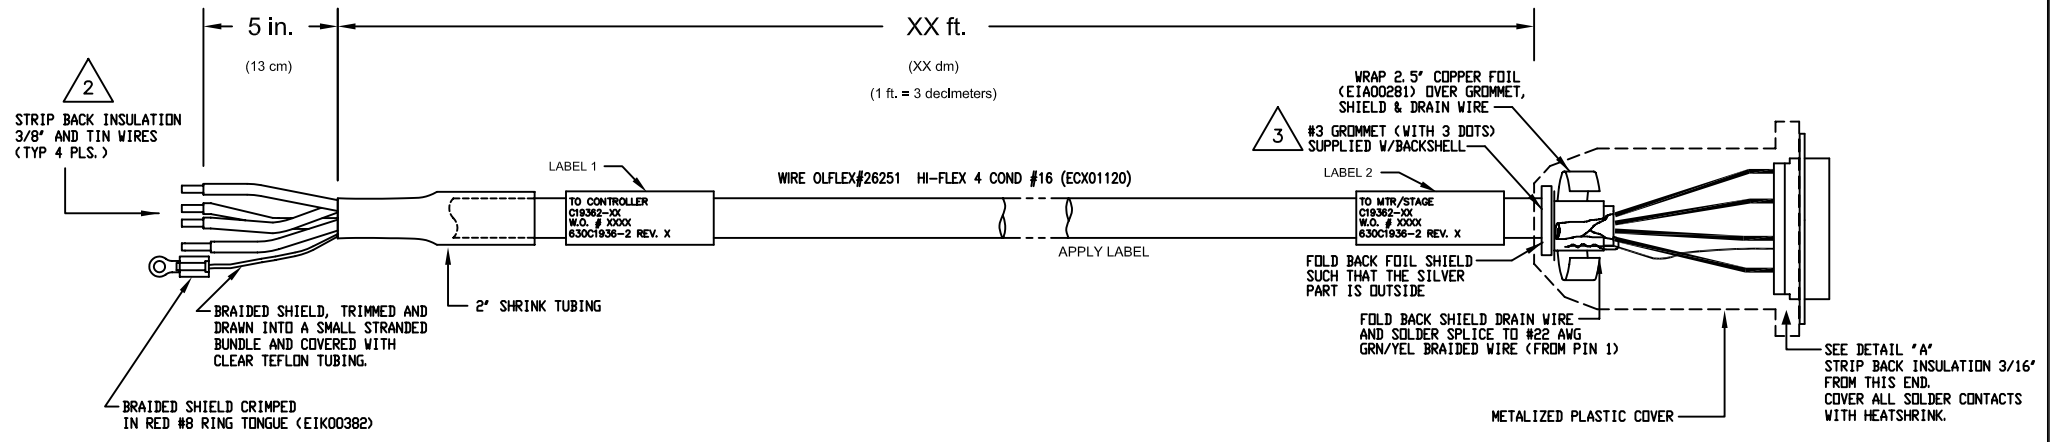 5 in.
(13 cm)
XX ft.
(XX dm)
(1 ft. = 3 decimeters)
2
STRIP BACK INSULATION
3/8" AND TIN WIRES
(TYP 4 PLS.)
WRAP 2.5" COPPER FOIL
(EIA00281) OVER GROMMET,
SHIELD & DRAIN WIRE
3
#3 GROMMET (WITH 3 DOTS)
SUPPLIED W/BACKSHELL
LABEL 1
WIRE OLFLEX#26251 HI-FLEX 4 COND #16 (ECX01120)
LABEL 2
TO CONTROLLER
C19362-XX
W.O. # XXXX
630C1936-2 REV. X
TO MTR/STAGE
C19362-XX
W.O. # XXXX
630C1936-2 REV. X
APPLY LABEL
FOLD BACK FOIL SHIELD
SUCH THAT THE SILVER
PART IS OUTSIDE
2" SHRINK TUBING
BRAIDED SHIELD, TRIMMED AND
DRAWN INTO A SMALL STRANDED
BUNDLE AND COVERED WITH
CLEAR TEFLON TUBING.
FOLD BACK SHIELD DRAIN WIRE
AND SOLDER SPLICE TO #22 AWG
GRN/YEL BRAIDED WIRE (FROM PIN 1)
SEE DETAIL "A"
STRIP BACK INSULATION 3/16"
FROM THIS END.
COVER ALL SOLDER CONTACTS
WITH HEATSHRINK.
BRAIDED SHIELD CRIMPED
IN RED #8 RING TONGUE (EIK00382)
METALIZED PLASTIC COVER